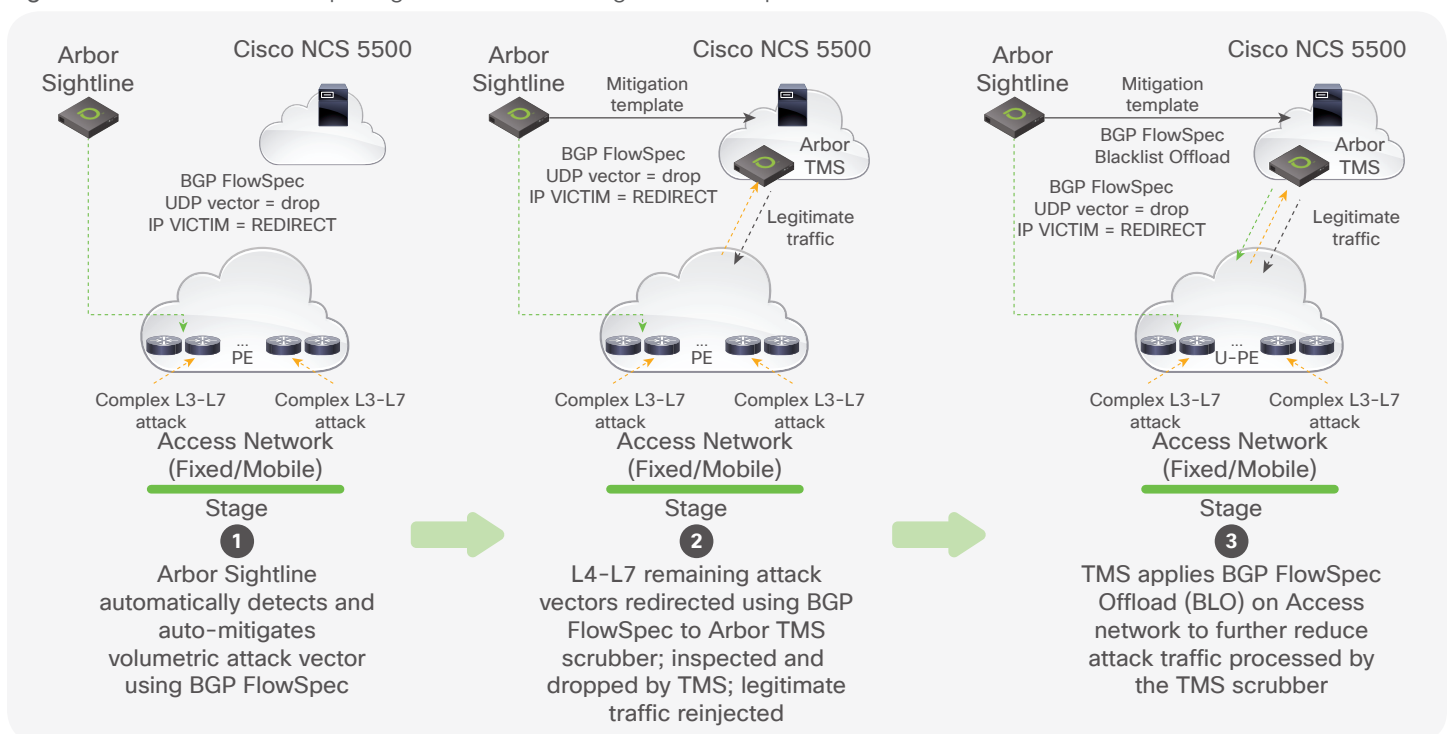 Arbor
Sightline
Cisco NCS 5500
BGP FlowSpec
UDP vector = drop
IP VICTIM = REDIRECT
...
PE
Complex L3-L7
attack
Complex L3-L7
attack
Access Network
(Fixed/Mobile)
Stage
1
Arbor Sightline
automatically detects and
auto-mitigates
volumetric attack vector
using BGP FlowSpec
Arbor
Sightline
Cisco NCS 5500
Mitigation
template
Arbor
TMS
BGP FlowSpec
UDP vector = drop
IP VICTIM = REDIRECT
Legitimate
traffic
...
PE
Complex L3-L7
attack
Complex L3-L7
attack
Access Network
(Fixed/Mobile)
Stage
2
L4-L7 remaining attack
vectors redirected using BGP
FlowSpec to Arbor TMS
scrubber; inspected and
dropped by TMS; legitimate
traffic reinjected
Arbor
Sightline
Cisco NCS 5500
Mitigation
template
BGP FlowSpec
Blacklist Offload
Arbor
TMS
BGP FlowSpec
UDP vector = drop
IP VICTIM = REDIRECT
Legitimate
traffic
...
U-PE
Complex L3-L7
attack
Complex L3-L7
attack
Access Network
(Fixed/Mobile)
Stage
3
TMS applies BGP FlowSpec
Offload (BLO) on Access
network to further reduce
attack traffic processed by
the TMS scrubber